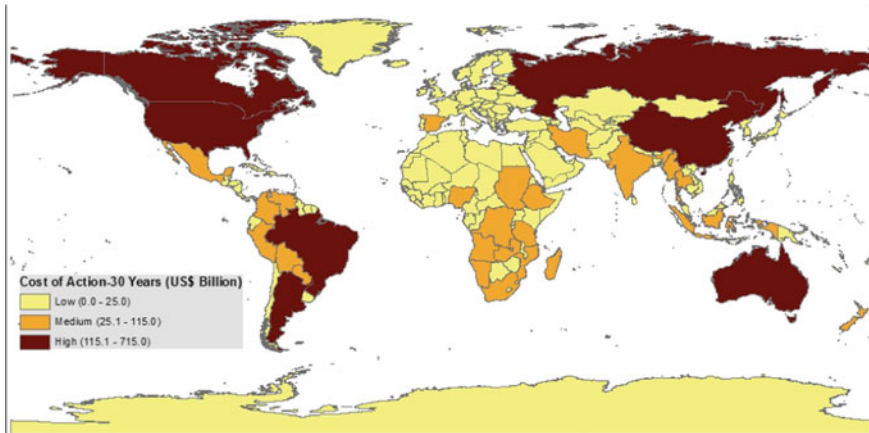 Cost of Action-30 Years (US$ Billion)
Low (0.0 - 25.0)
Medium (25.1 - 115.0)
High (115.1 - 715.0)